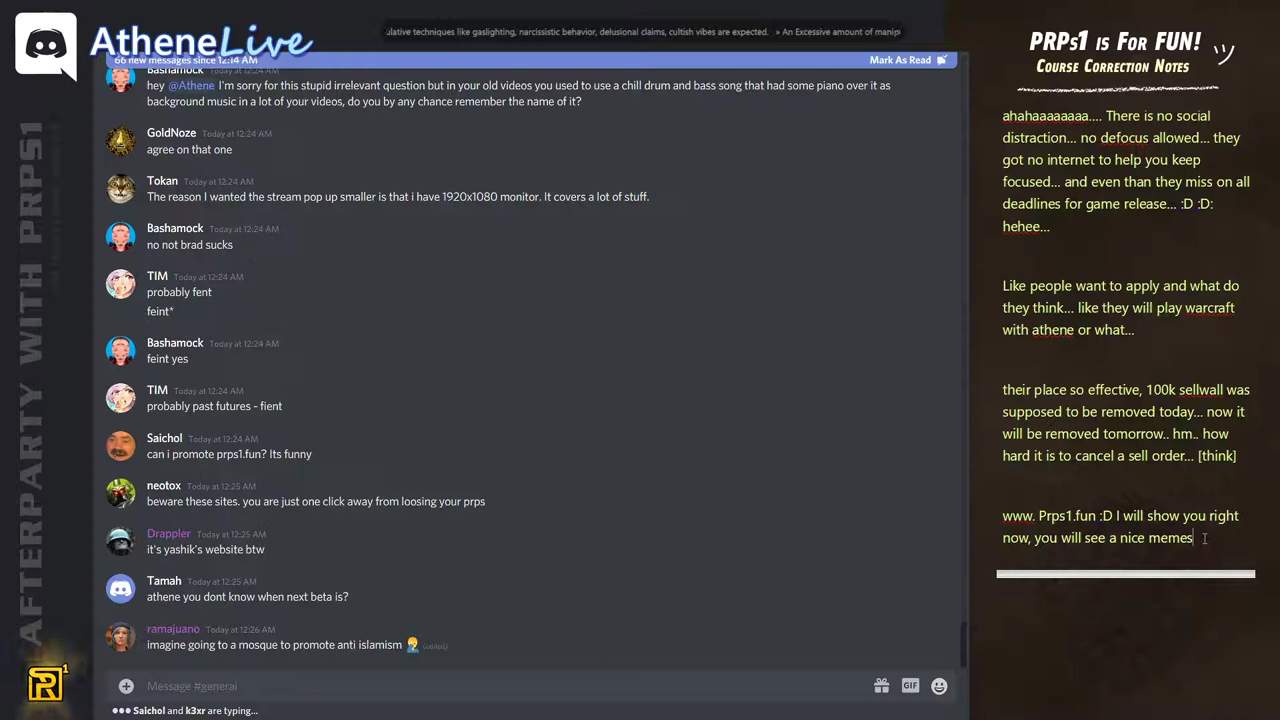 AtheneLive
ulative techniques like gaslighting, narcissistic behavior, delusional claims, cultish vibes are expected.   » An Excessive amount of manip
66 new messages since 12:14 AM
Mark As Read
Bashamock Today at 12:24 AM
hey @Athene I'm sorry for this stupid irrelevant question but in your old videos you used to use a chill drum and bass song that had some piano over it as
background music in a lot of your videos, do you by any chance remember the name of it?
GoldNoze Today at 12:24 AM
agree on that one
Tokan Today at 12:24 AM
The reason I wanted the stream pop up smaller is that i have 1920x1080 monitor. It covers a lot of stuff.
Bashamock Today at 12:24 AM
no not brad sucks
TIM Today at 12:24 AM
probably fent
feint*
Bashamock Today at 12:24 AM
feint yes
TIM Today at 12:24 AM
probably past futures - fient
Saichol Today at 12:24 AM
can i promote prps1.fun? Its funny
neotox Today at 12:25 AM
beware these sites. you are just one click away from loosing your prps
Drappler Today at 12:25 AM
it's yashik's website btw
Tamah Today at 12:25 AM
athene you dont know when next beta is?
ramajuano Today at 12:26 AM
imagine going to a mosque to promote anti islamism 🤦 (edited)
Message #general
GIF
Saichol and k3xr are typing...
AFTERPARTY WITH PRPS1
R1
PRPs1 is For FUN! ツ
Course Correction Notes
ahahaaaaaaaa.... There is no social
distraction... no defocus allowed... they
got no internet to help you keep
focused... and even than they miss on all
deadlines for game release... :D :D:
hehee...
Like people want to apply and what do
they think... like they will play warcraft
with athene or what...
their place so effective, 100k sellwall was
supposed to be removed today... now it
will be removed tomorrow.. hm.. how
hard it is to cancel a sell order... [think]
www. Prps1.fun :D I will show you right
now, you will see a nice memes